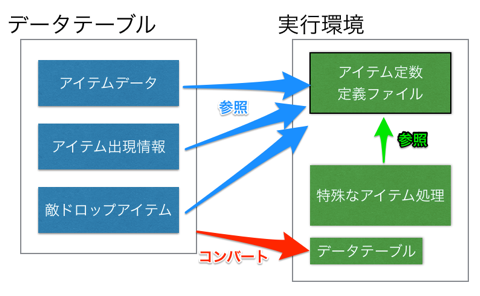 データテーブル
実行環境
アイテムデータ
アイテム出現情報
敵ドロップアイテム
参照
コンバート
アイテム定数
定義ファイル
参照
特殊なアイテム処理
データテーブル